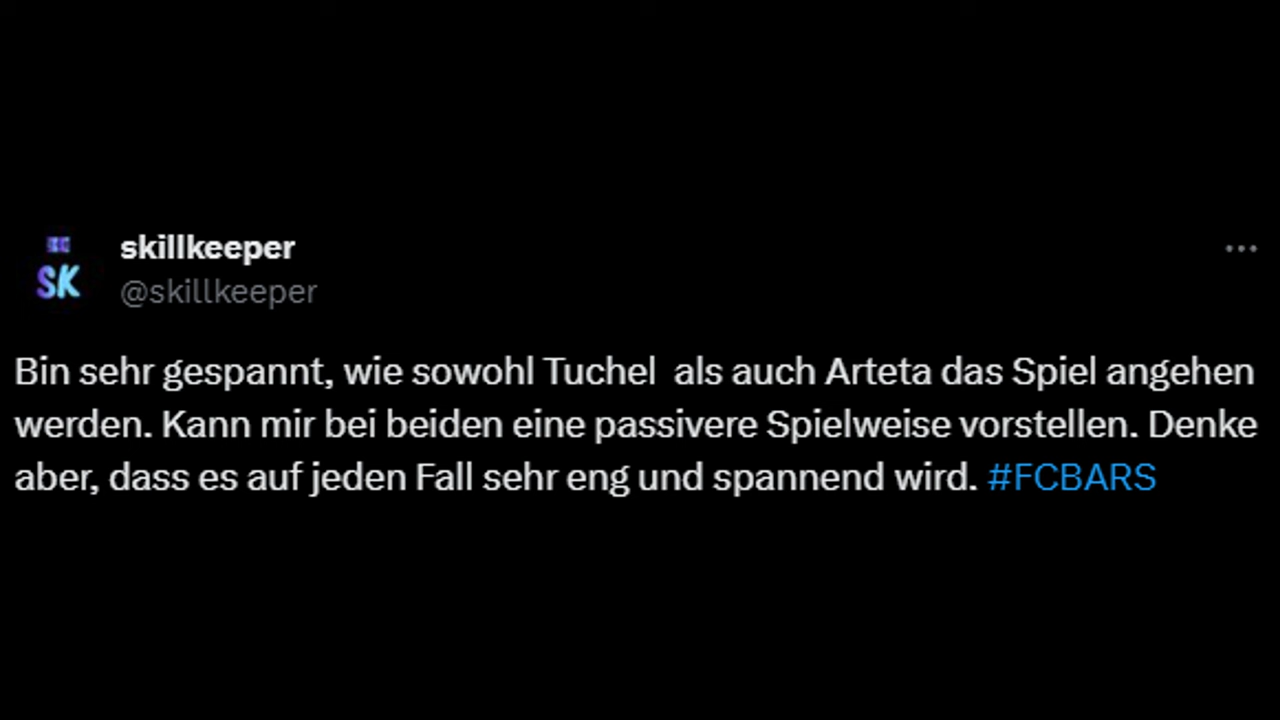 skillkeeper
SK
@skillkeeper
Bin sehr gespannt, wie sowohl Tuchel  als auch Arteta das Spiel angehen
werden. Kann mir bei beiden eine passivere Spielweise vorstellen. Denke
aber, dass es auf jeden Fall sehr eng und spannend wird. #FCBARS